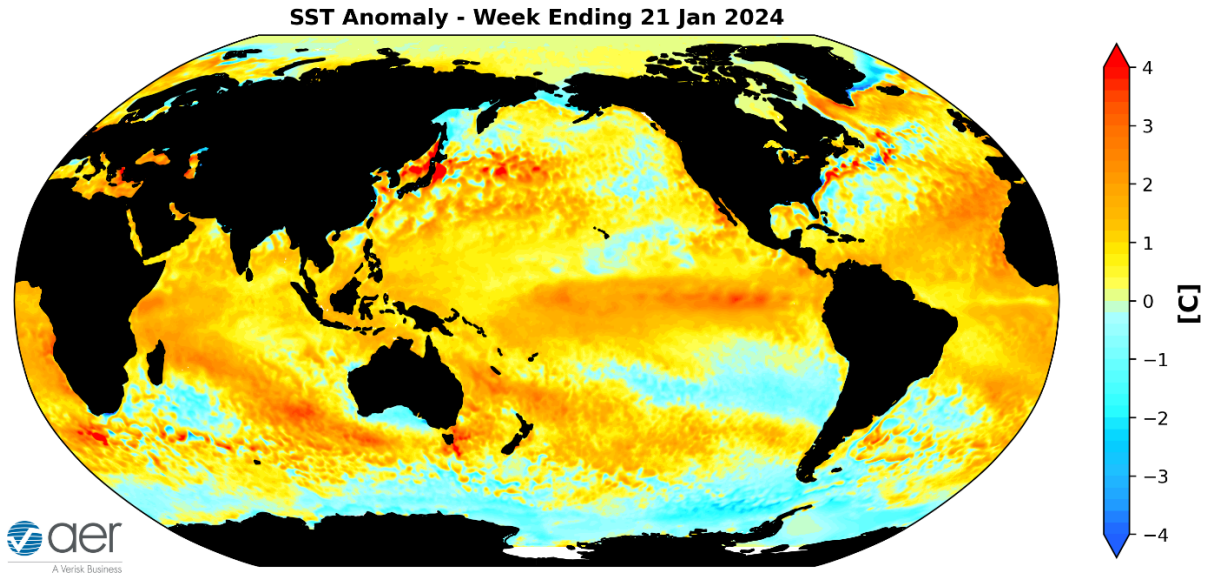 SST Anomaly - Week Ending 21 Jan 2024
4
3
2
1
0
−1
−2
−3
−4
[C]
aer
A Verisk Business